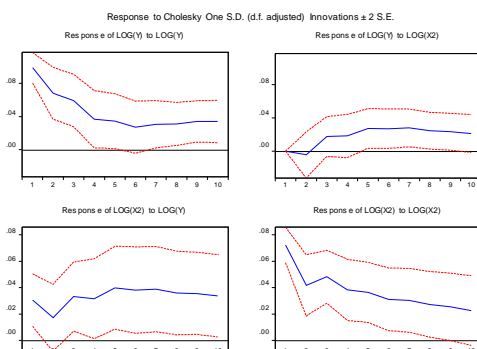 Response to Cholesky One S.D. (d.f. adjusted) Innovations ± 2 S.E.
Response of LOG(Y) to LOG(Y)
Response of LOG(Y) to LOG(X2)
.08
.04
.00
1 2 3 4 5 6 7 8 9 10
.08
.04
.00
1 2 3 4 5 6 7 8 9 10
Response of LOG(X2) to LOG(Y)
Response of LOG(X2) to LOG(X2)
.08
.06
.04
.02
.00
.08
.06
.04
.02
.00